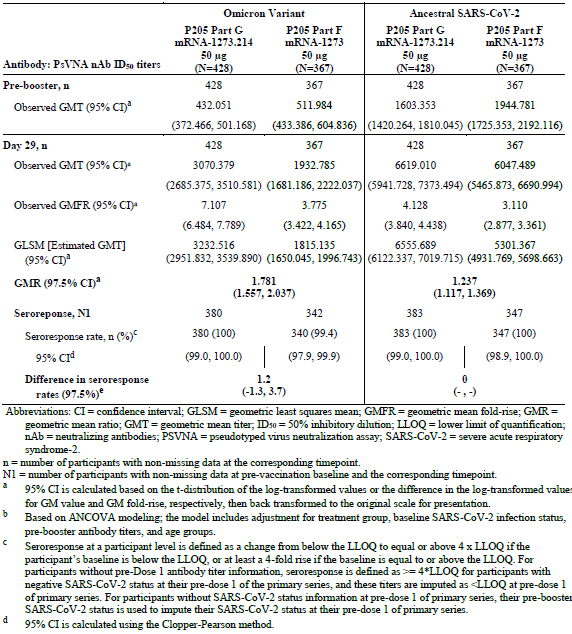 Omicron Variant Ancestral SARS-CoV-2
P205 Part G P205 Part F P205 Part G P205 Part F
mRNA-1273.214 mRNA-1273 mRNA-1273.214 mRNA-1273
50 µg 50 µg 50 µg 50 µg
Antibody: PsVNA nAb ID50 titers (N=428) (N=367) (N=428) (N=367)
Pre-booster, n 428 367 428 367
Observed GMT (95% CI)a 432.051 511.984 1603.353 1944.781
(372.466, 501.168) (433.386, 604.836) (1420.264, 1810.045) (1725.353, 2192.116)
Day 29, n 428 367 428 367
Observed GMT (95% CI)a 3070.379 1932.785 6619.010 6047.489
(2685.375, 3510.581) (1681.186, 2222.037) (5941.728, 7373.494) (5465.873, 6690.994)
Observed GMFR (95% CI)a 7.107 3.775 4.128 3.110
(6.484, 7.789) (3.422, 4.165) (3.840, 4.438) (2.877, 3.361)
GLSM [Estimated GMT] 3232.516 1815.135 6555.689 5301.367
(95% CI)a (2951.832, 3539.890) (1650.045, 1996.743) (6122.337, 7019.715) (4931.769, 5698.663)
GMR (97.5% CI)a 1.781 1.237
(1.557, 2.037) (1.117, 1.369)
Seroreponse, N1 380 342 383 347
Seroresponse rate, n (%)c 380 (100) 340 (99.4) 383 (100) 347 (100)
95% CId (99.0, 100.0) (97.9, 99.9) (99.0, 100.0) (98.9, 100.0)
Difference in seroresponse 1.2 0
rates (97.5%)e (-1.3, 3.7) (- , -)
Abbreviations: CI = confidence interval; GLSM = geometric least squares mean; GMFR = geometric mean fold-rise; GMR =
geometric mean ratio; GMT = geometric mean titer; ID50 = 50% inhibitory dilution; LLOQ = lower limit of quantification;
nAb = neutralizing antibodies; PSVNA = pseudotyped virus neutralization assay; SARS-CoV-2 = severe acute respiratory
syndrome-2.
n = number of participants with non-missing data at the corresponding timepoint.
N1 = number of participants with non-missing data at pre-vaccination baseline and the corresponding timepoint.
a 95% CI is calculated based on the t-distribution of the log-transformed values or the difference in the log-transformed values
for GM value and GM fold-rise, respectively, then back transformed to the original scale for presentation.
b Based on ANCOVA modeling; the model includes adjustment for treatment group, baseline SARS-CoV-2 infection status,
pre-booster antibody titers, and age groups.
c Seroresponse at a participant level is defined as a change from below the LLOQ to equal or above 4 x LLOQ if the
participant's baseline is below the LLOQ, or at least a 4-fold rise if the baseline is equal to or above the LLOQ. For
participants without pre-Dose 1 antibody titer information, seroresponse is defined as >= 4*LLOQ for participants with
negative SARS-CoV-2 status at their pre-dose 1 of the primary series, and these titers are imputed as <LLOQ at pre-dose 1
of primary series. For participants without SARS-CoV-2 status information at pre-dose 1 of primary series, their pre-booster
SARS-CoV-2 status is used to impute their SARS-CoV-2 status at their pre-dose 1 of primary series.
d 95% CI is calculated using the Clopper-Pearson method.